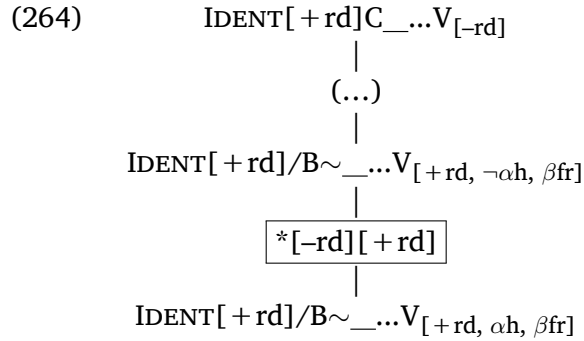 (264) IDENT[+rd]C__...V[–rd]
(...)
IDENT[+rd]/B~__...V[+rd, ¬αh, βfr]
*[–rd][+rd]
IDENT[+rd]/B~__...V[+rd, αh, βfr]